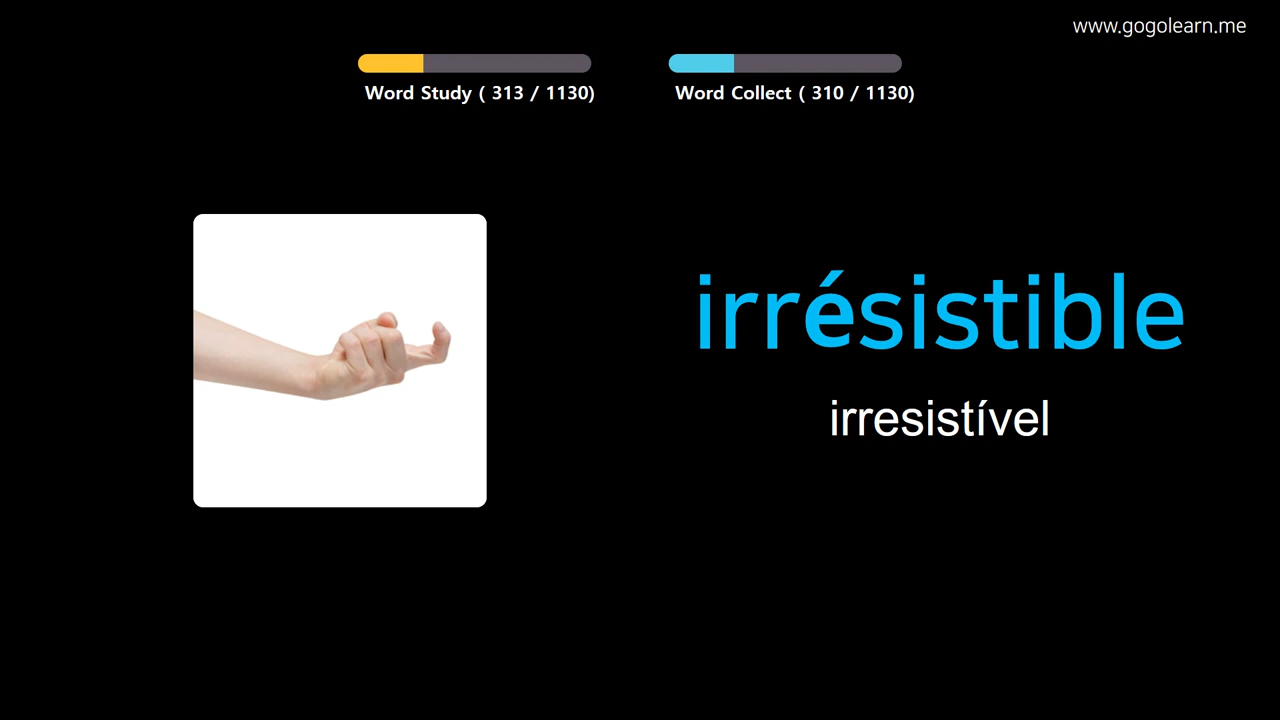 www.gogolearn.me
Word Study ( 313 / 1130)
Word Collect ( 310 / 1130)
irrésistible
irresistível